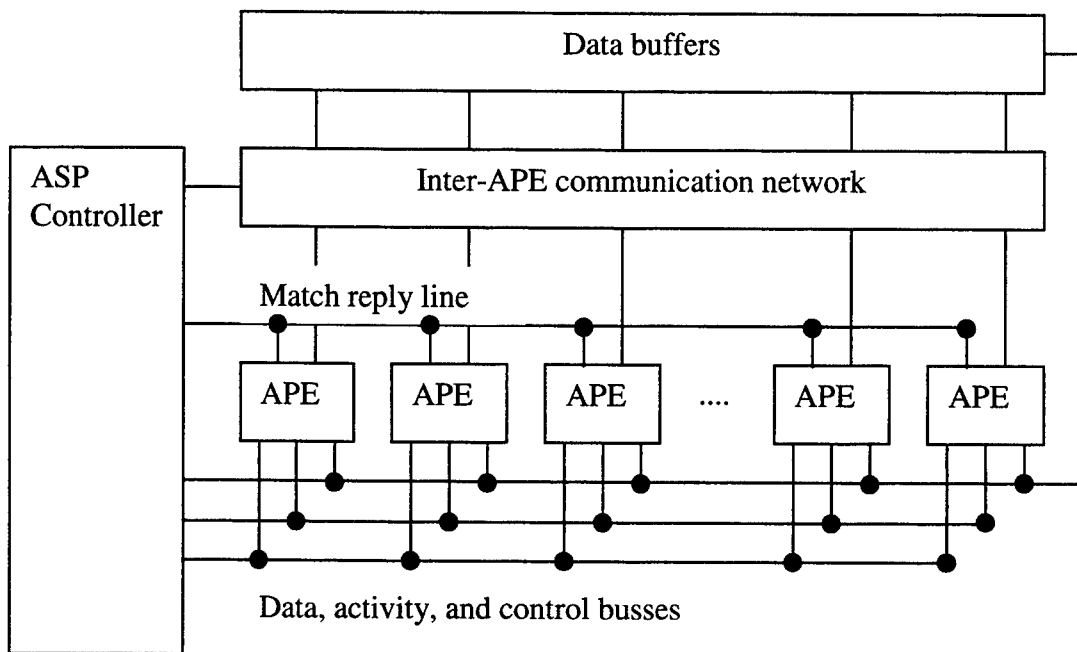 Data buffers
ASP
Controller
Inter-APE communication network
Match reply line
APE
APE
APE
....
APE
APE
Data, activity, and control busses